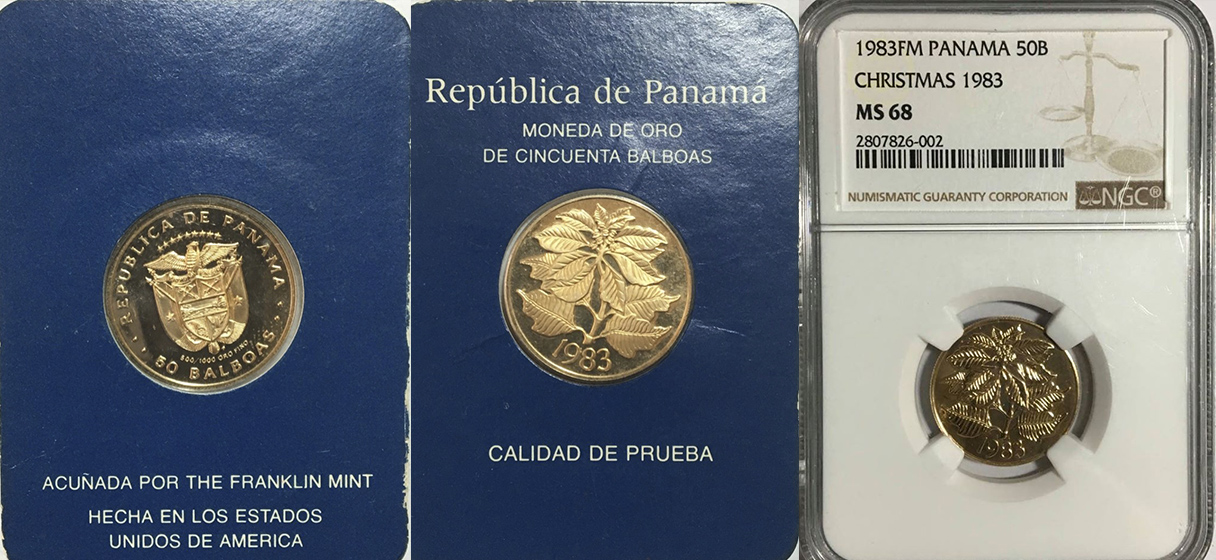 REPUBLICA DE PANAMA
500/1000 ORO FINO
50 BALBOAS
ACUÑADA POR THE FRANKLIN MINT
HECHA EN LOS ESTADOS
UNIDOS DE AMERICA
República de Panamá
MONEDA DE ORO
DE CINCUENTA BALBOAS
1983
CALIDAD DE PRUEBA
1983FM PANAMA 50B
CHRISTMAS 1983
MS 68
2807826-002
NUMISMATIC GUARANTY CORPORATION
NGC®
1983